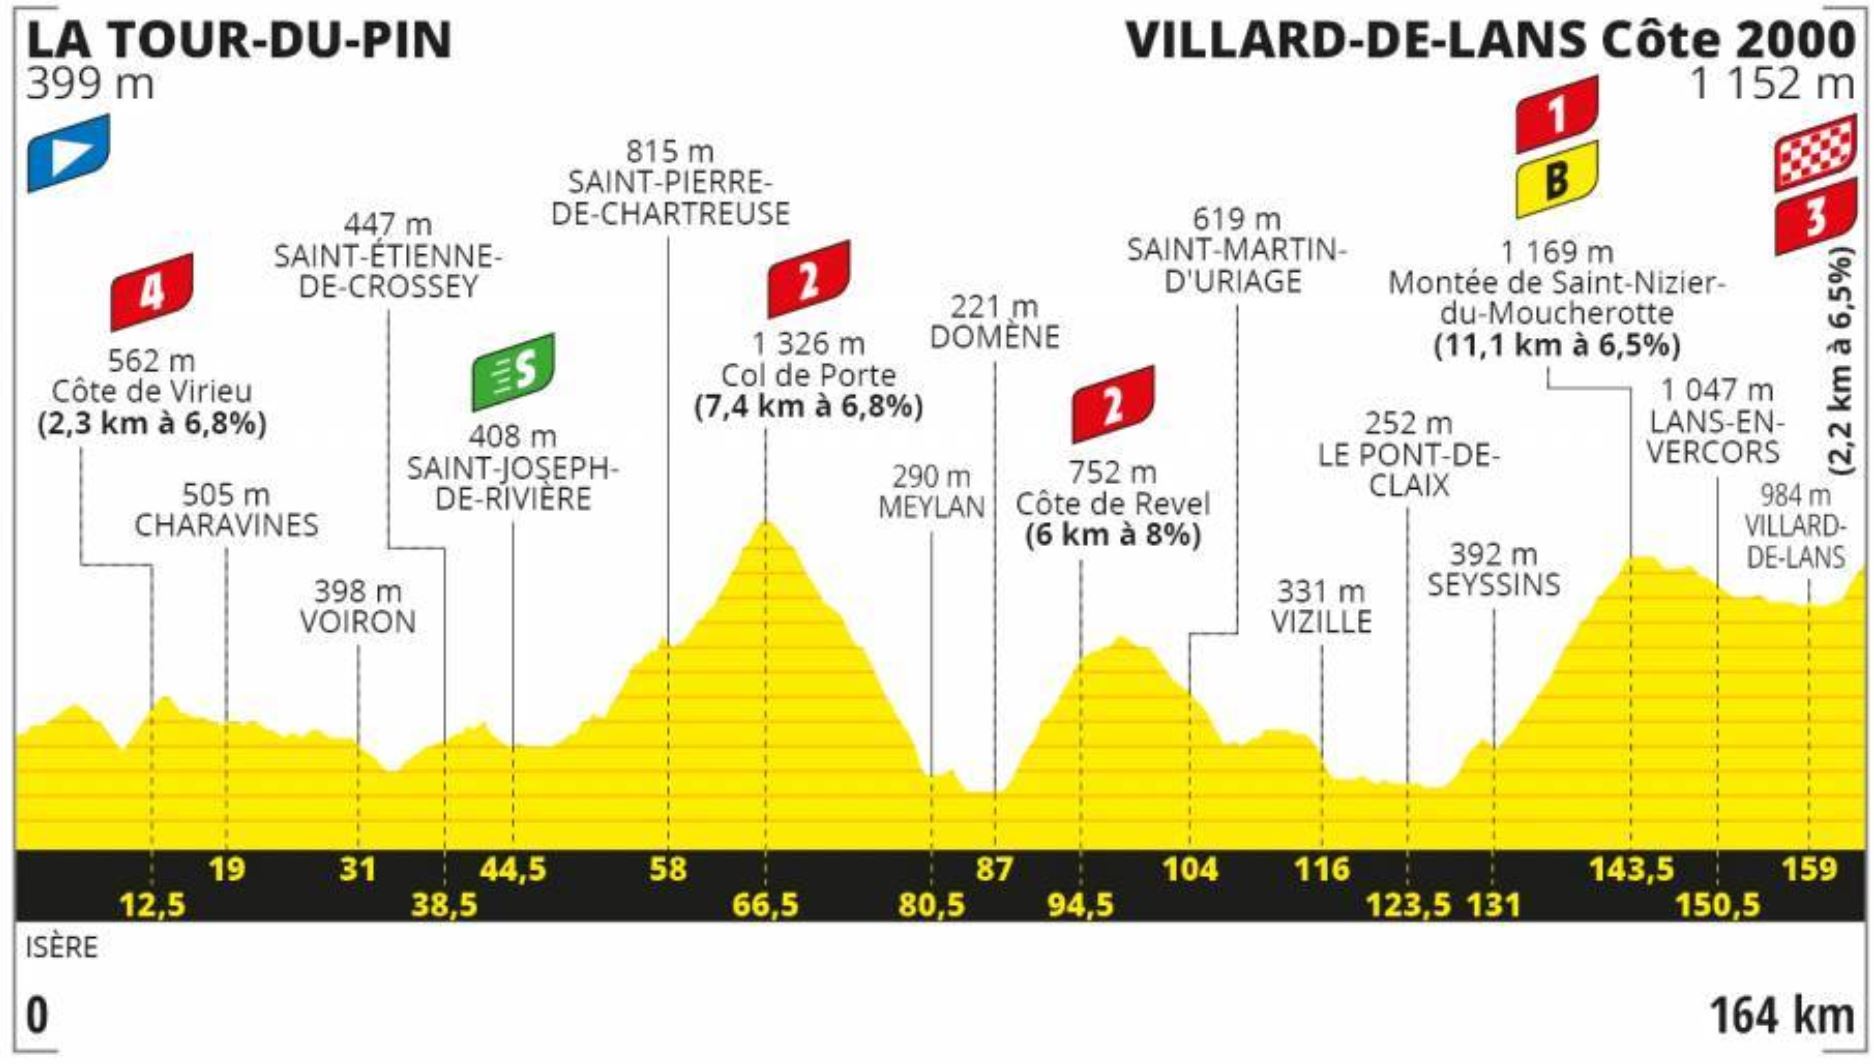 LA TOUR-DU-PIN
399 m
VILLARD-DE-LANS Côte 2000
1 152 m
4
562 m
Côte de Virieu
(2,3 km à 6,8%)
505 m
CHARAVINES
398 m
VOIRON
447 m
SAINT-ÉTIENNE-
DE-CROSSEY
S
408 m
SAINT-JOSEPH-
DE-RIVIÈRE
815 m
SAINT-PIERRE-
DE-CHARTREUSE
2
1 326 m
Col de Porte
(7,4 km à 6,8%)
290 m
MEYLAN
221 m
DOMÈNE
2
752 m
Côte de Revel
(6 km à 8%)
619 m
SAINT-MARTIN-
D'URIAGE
331 m
VIZILLE
252 m
LE PONT-DE-
CLAIX
392 m
SEYSSINS
1
B
1 169 m
Montée de Saint-Nizier-
du-Moucherotte
(11,1 km à 6,5%)
1 047 m
LANS-EN-
VERCORS
984 m
VILLARD-
DE-LANS
3
(2,2 km à 6,5%)
19 31 44,5 58 87 104 116 143,5 159
12,5 38,5 66,5 80,5 94,5 123,5 131 150,5
ISÈRE
0
164 km